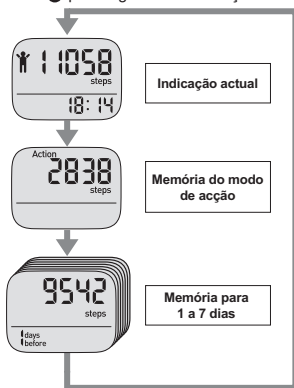 11058
steps
18:14
Indicação actual
Action
2838
steps
Memória do modo
de acção
9542
steps
1 days
before
Memória para
1 a 7 dias